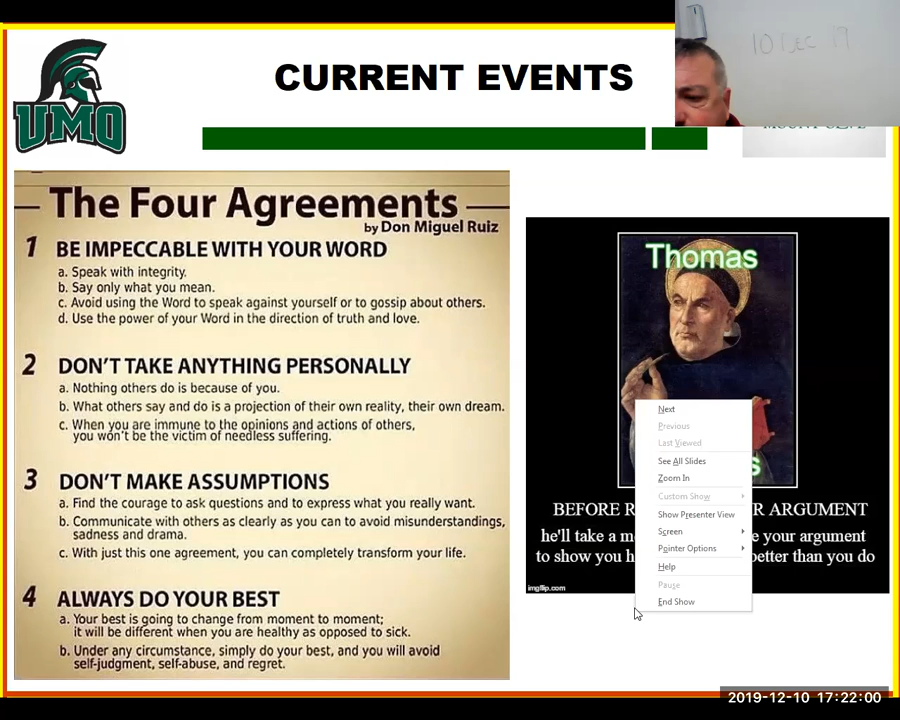 CURRENT EVENTS
10 DEC 19
UMO
The Four Agreements
by Don Miguel Ruiz
1 BE IMPECCABLE WITH YOUR WORD
a. Speak with integrity.
b. Say only what you mean.
c. Avoid using the Word to speak against yourself or to gossip about others.
d. Use the power of your Word in the direction of truth and love.
2 DON'T TAKE ANYTHING PERSONALLY
a. Nothing others do is because of you.
b. What others say and do is a projection of their own reality, their own dream.
c. When you are immune to the opinions and actions of others,
you won't be the victim of needless suffering.
3 DON'T MAKE ASSUMPTIONS
a. Find the courage to ask questions and to express what you really want.
b. Communicate with others as clearly as you can to avoid misunderstandings,
sadness and drama.
c. With just this one agreement, you can completely transform your life.
4 ALWAYS DO YOUR BEST
a. Your best is going to change from moment to moment;
it will be different when you are healthy as opposed to sick.
b. Under any circumstance, simply do your best, and you will avoid
self-judgment, self-abuse, and regret.
Thomas
s
BEFORE R R ARGUMENT
he'll take a m e your argument
to show you h better than you do
imgflip.com
Next
Previous
Last Viewed
See All Slides
Zoom In
Custom Show
Show Presenter View
Screen
Pointer Options
Help
Pause
End Show
2019-12-10 17:22:00